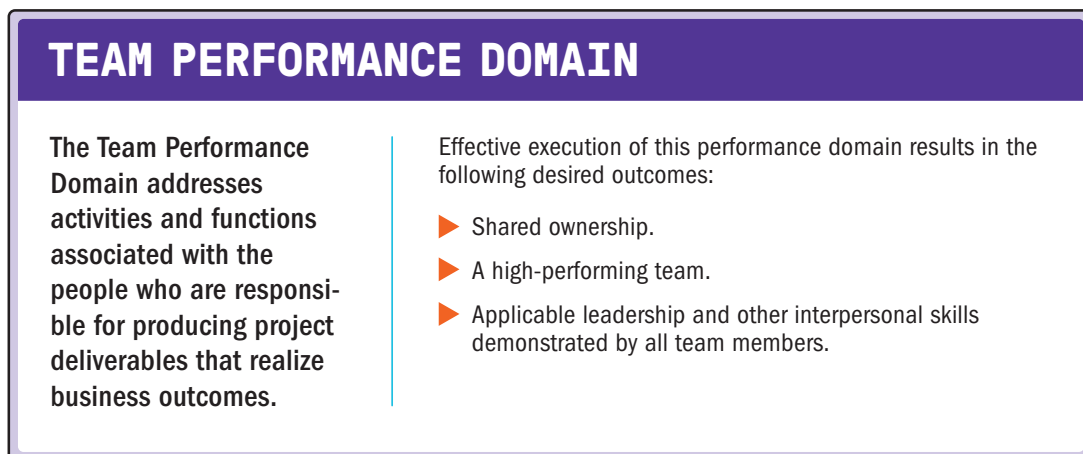 TEAM PERFORMANCE DOMAIN
The Team Performance
Domain addresses
activities and functions
associated with the
people who are responsi-
ble for producing project
deliverables that realize
business outcomes.
Effective execution of this performance domain results in the
following desired outcomes:
Shared ownership.
A high-performing team.
Applicable leadership and other interpersonal skills
demonstrated by all team members.